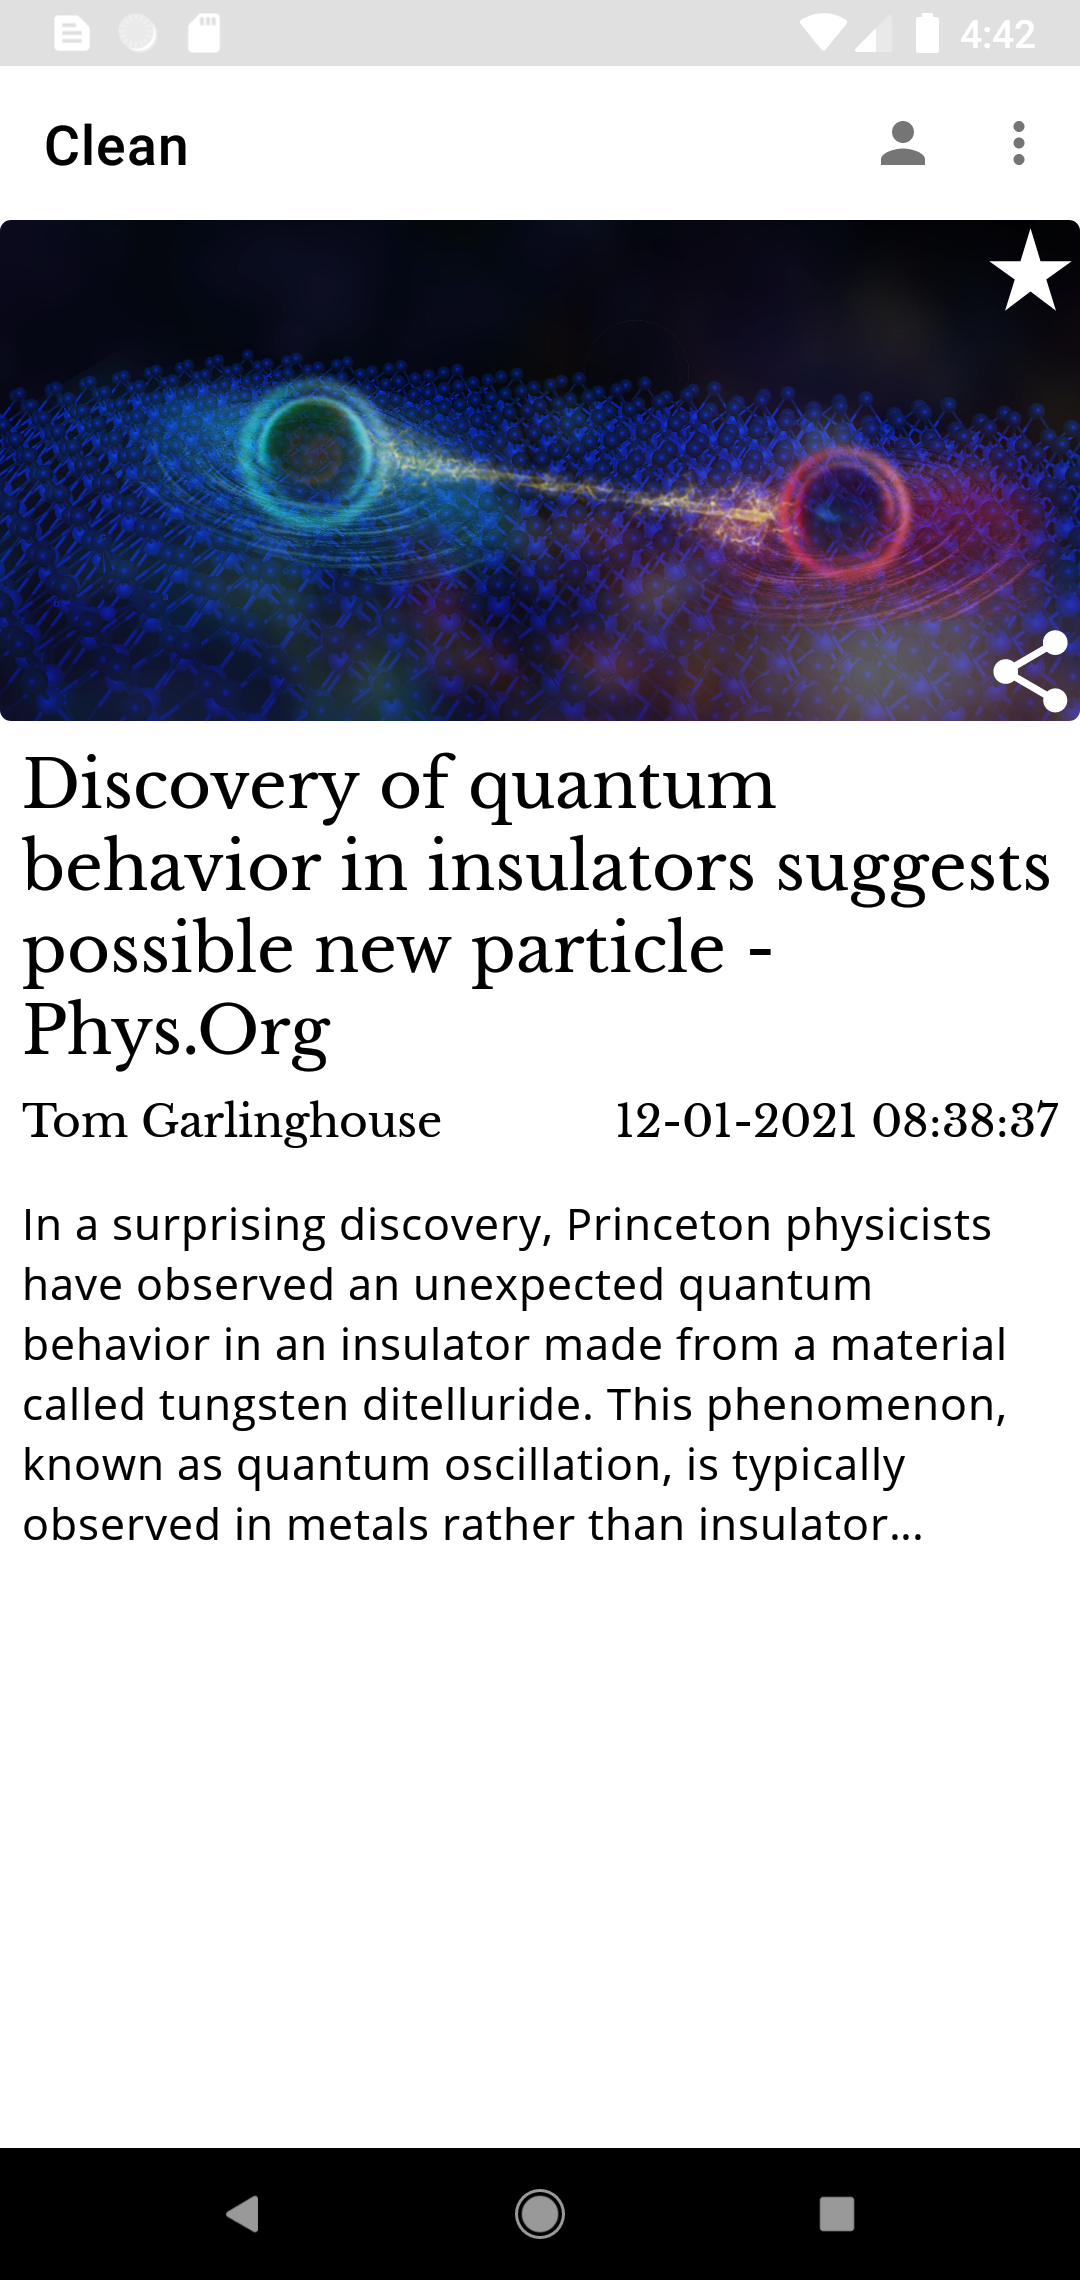 4:42
Clean
Discovery of quantum
behavior in insulators suggests
possible new particle -
Phys.Org
Tom Garlinghouse 12-01-2021 08:38:37
In a surprising discovery, Princeton physicists
have observed an unexpected quantum
behavior in an insulator made from a material
called tungsten ditelluride. This phenomenon,
known as quantum oscillation, is typically
observed in metals rather than insulator…